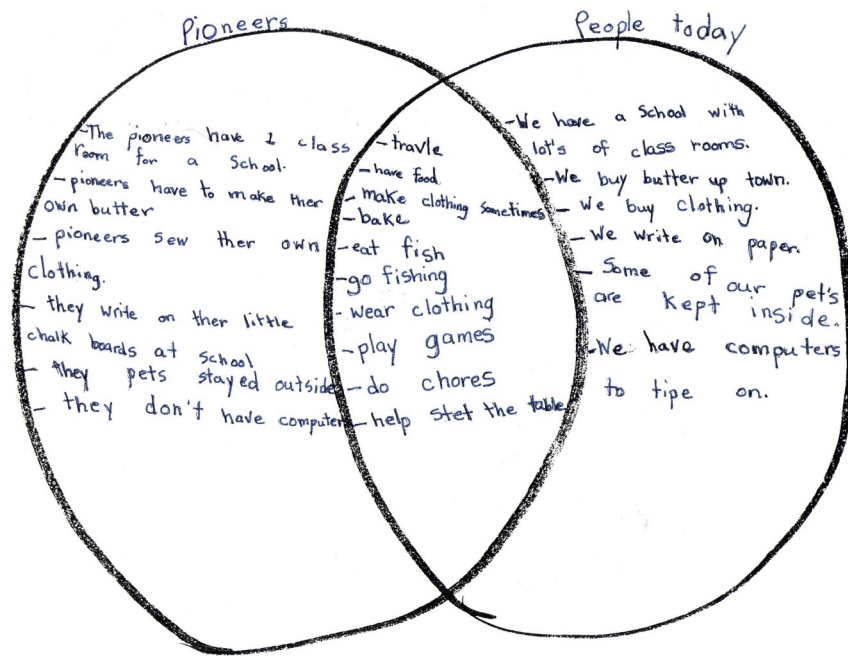 Pioneers
-The pioneers have 1 class
room for a School.
-pioneers have to make ther
own butter
- pioneers sew ther own
clothing.
- they write on ther little
chalk boards at school
- they pets stayed outside
- they don't have computer
-travle
-have food
-make clothing sometimes
-bake
-eat fish
-go fishing
-wear clothing
-play games
-do chores
-help stet the table
People today
-We have a School with
lot's of class rooms.
-We buy butter up town.
- We buy clothing.
-We write on paper.
- Some of our pet's
are kept inside.
-We have computers
to tipe on.